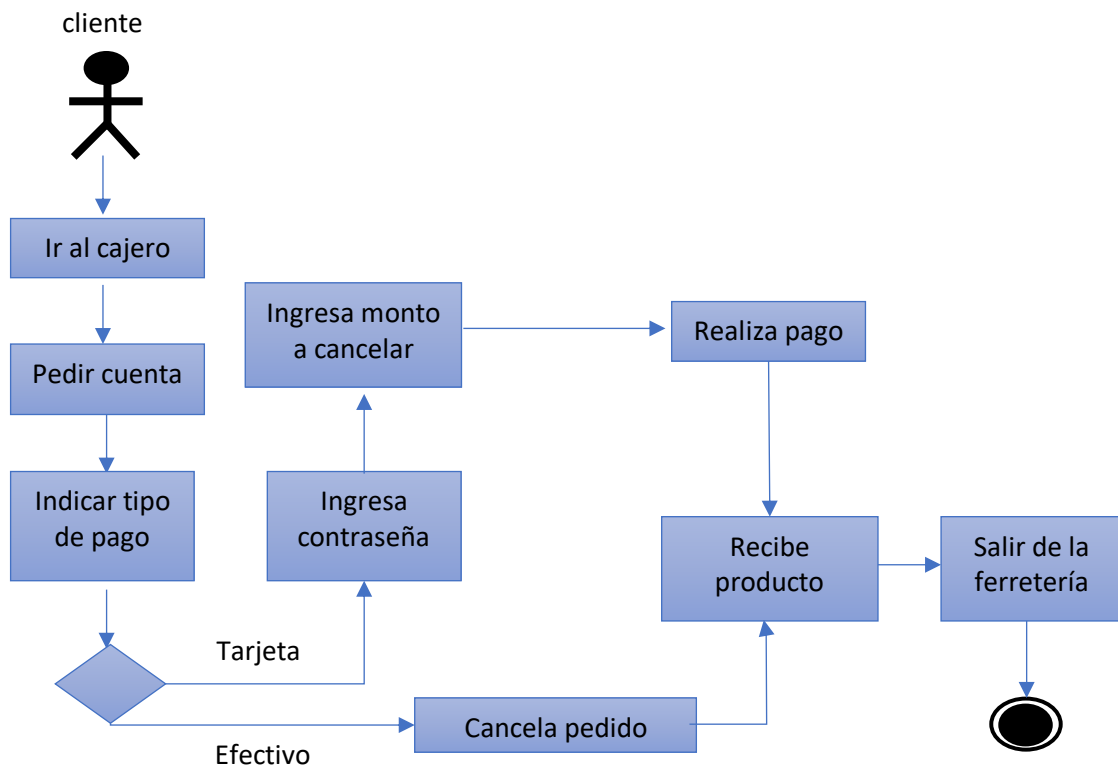 cliente
Ir al cajero
Pedir cuenta
Indicar tipo
de pago
Tarjeta
Efectivo
Ingresa
contraseña
Ingresa monto
a cancelar
Realiza pago
Cancela pedido
Recibe
producto
Salir de la
ferretería